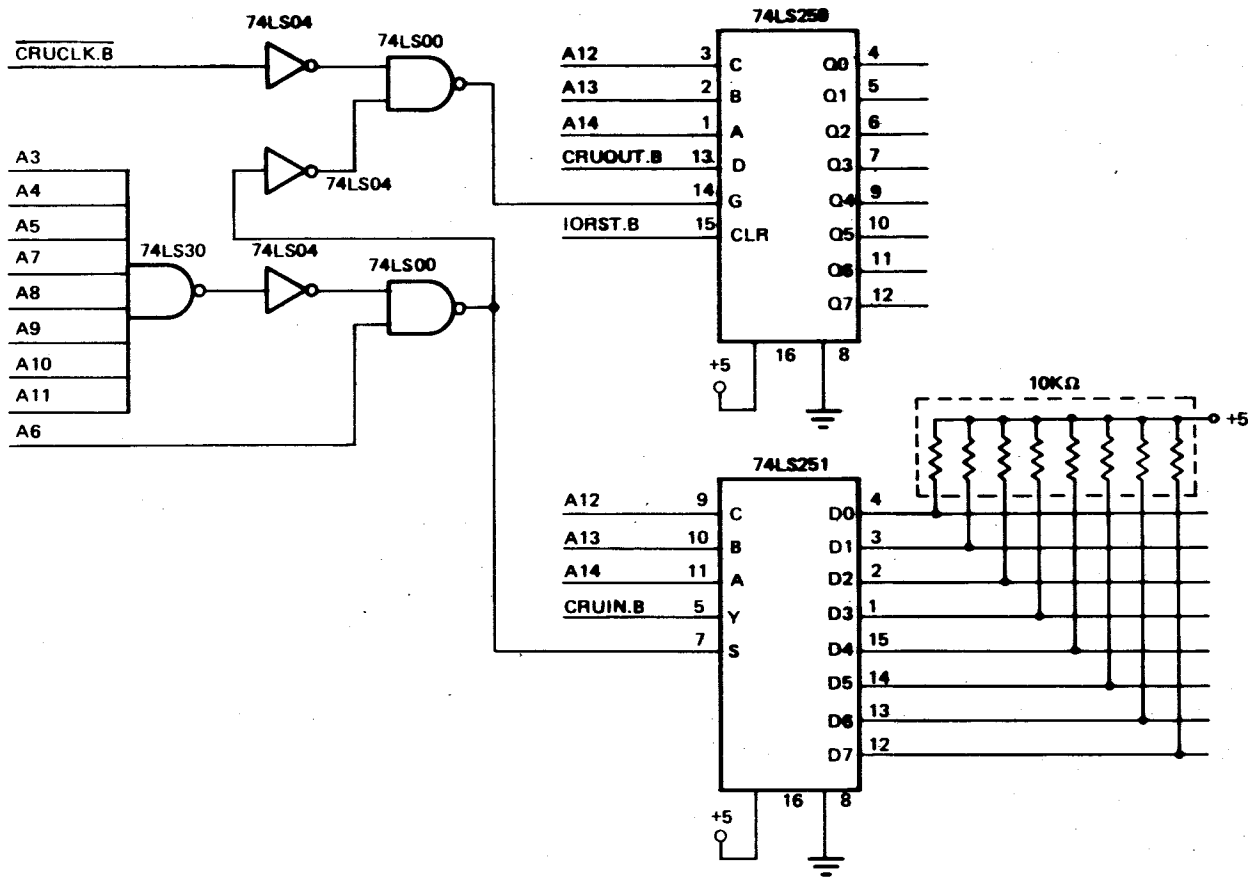 74LS04
CRUCLK.B
74LS00
74LS04
A3
A4
A5
A7
A8
A9
A10
A11
A6
74LS30
74LS04
74LS00
74LS259
A12 3 C
A13 2 B
A14 1 A
CRUOUT.B 13 D
14 G
IORST.B 15 CLR
Q0 4
Q1 5
Q2 6
Q3 7
Q4 9
Q5 10
Q6 11
Q7 12
+5 16 8
10KΩ
+5
74LS251
A12 9 C
A13 10 B
A14 11 A
CRUIN.B 5 Y
7 S
D0 4
D1 3
D2 2
D3 1
D4 15
D5 14
D6 13
D7 12
+5 16 8